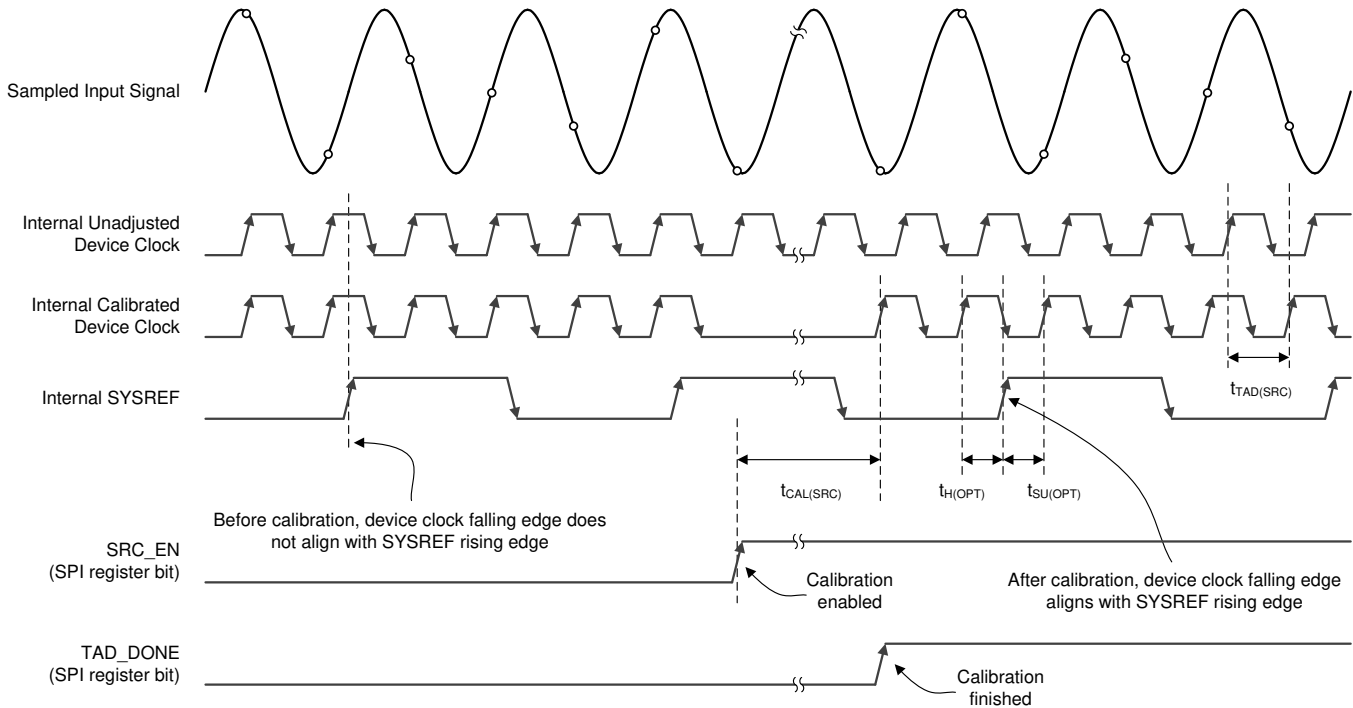 Sampled Input Signal
Internal Unadjusted
Device Clock
Internal Calibrated
Device Clock
Internal SYSREF
tTAD(SRC)
tCAL(SRC)
tH(OPT)
tSU(OPT)
Before calibration, device clock falling edge does
not align with SYSREF rising edge
SRC_EN
(SPI register bit)
Calibration
enabled
After calibration, device clock falling edge
aligns with SYSREF rising edge
TAD_DONE
(SPI register bit)
Calibration
finished